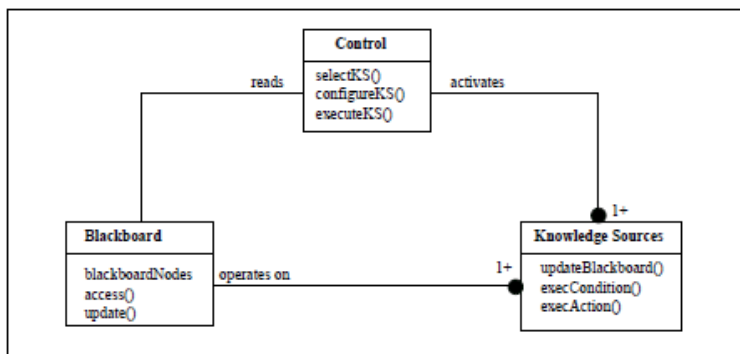 Control
selectKS()
configureKS()
executeKS()
reads
activates
1+
Blackboard
blackboardNodes
access()
update()
operates on
1+
Knowledge Sources
updateBlackboard()
execCondition()
execAction()